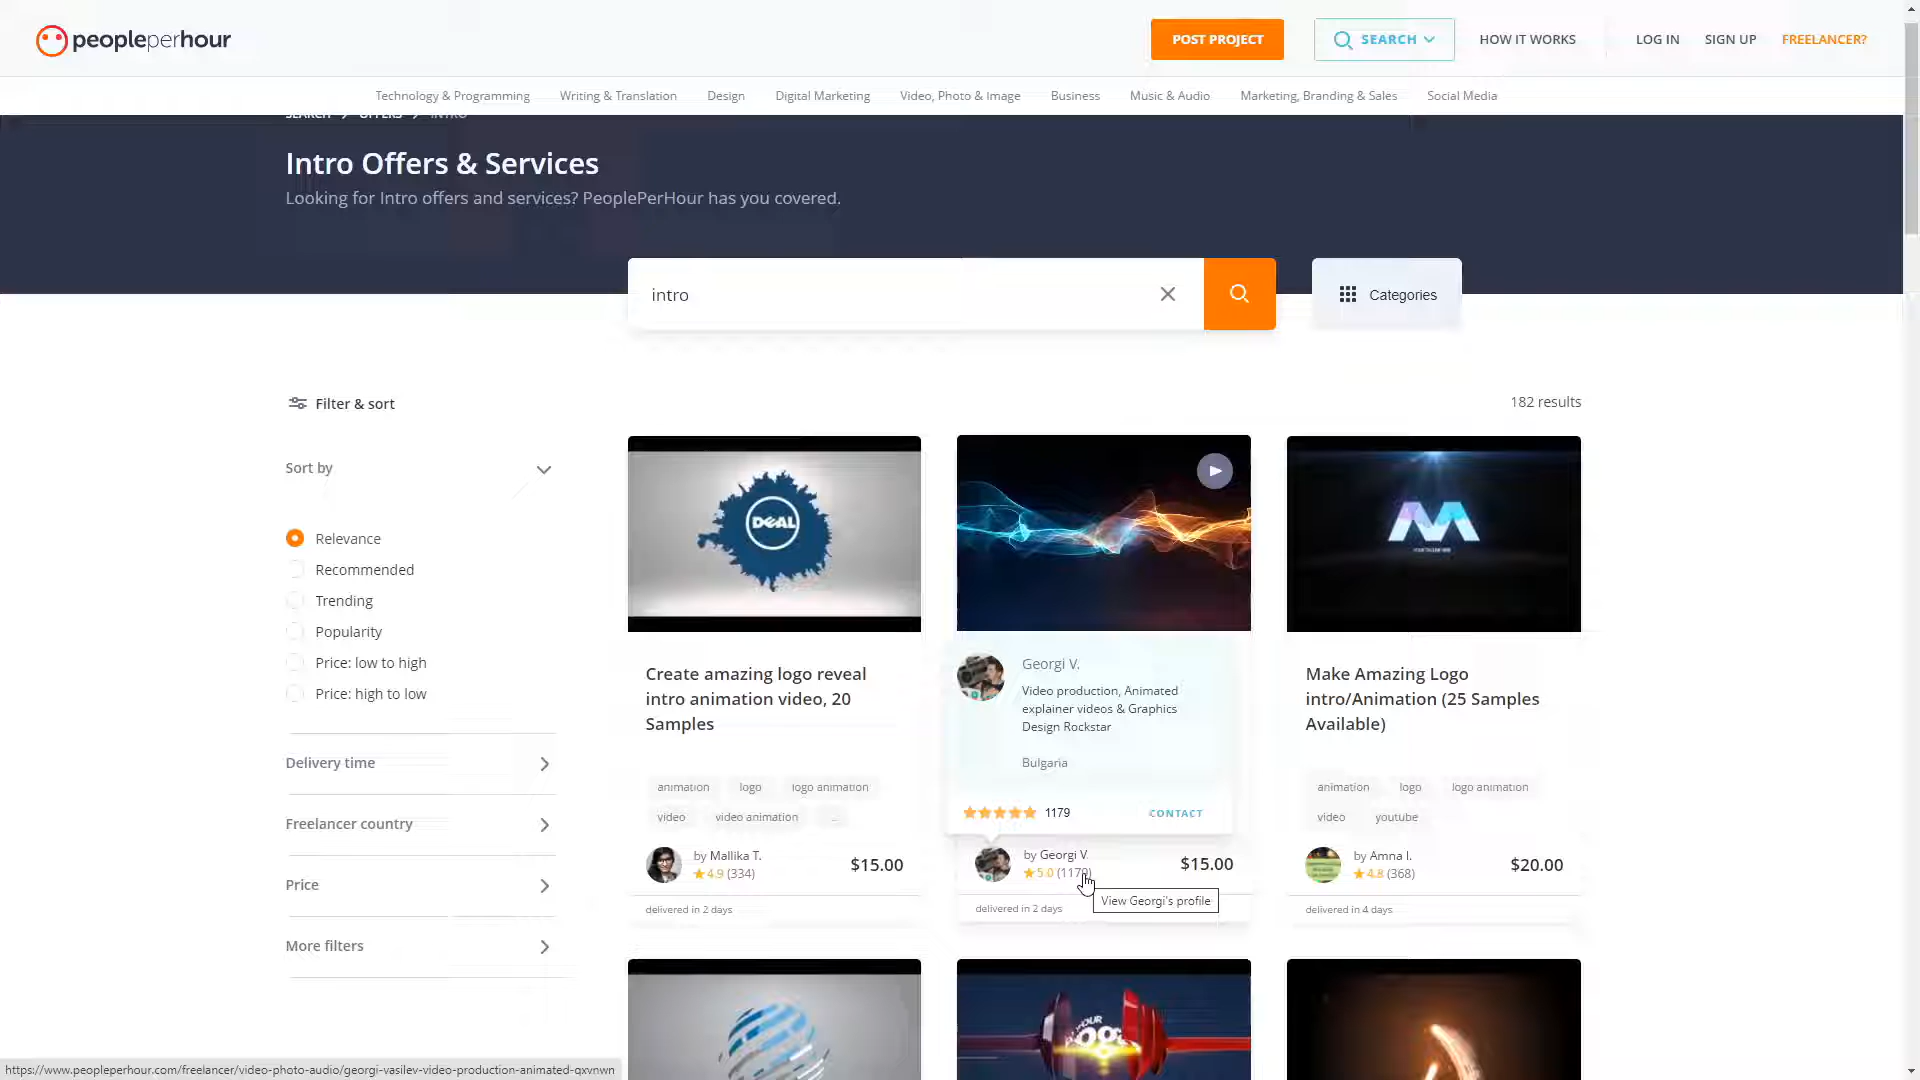 peopleperhour
POST PROJECT
SEARCH
HOW IT WORKS
LOG IN
SIGN UP
FREELANCER?
Technology & Programming
Writing & Translation
Design
Digital Marketing
Video, Photo & Image
Business
Music & Audio
Marketing, Branding & Sales
Social Media
SEARCH > OFFERS > INTRO
Intro Offers & Services
Looking for Intro offers and services? PeoplePerHour has you covered.
intro
Categories
Filter & sort
182 results
Sort by
Relevance
Recommended
Trending
Popularity
Price: low to high
Price: high to low
Delivery time
Freelancer country
Price
More filters
DEAL
Create amazing logo reveal
intro animation video, 20
Samples
animation
logo
logo animation
video
video animation
...
by Mallika T.
4.9 (334)
$15.00
delivered in 2 days
Georgi V.
Video production, Animated
explainer videos & Graphics
Design Rockstar
Bulgaria
1179
CONTACT
by Georgi V.
5.0 (1179)
$15.00
View Georgi's profile
delivered in 2 days
Make Amazing Logo
intro/Animation (25 Samples
Available)
animation
logo
logo animation
video
youtube
by Amna I.
4.8 (368)
$20.00
delivered in 4 days
https://www.peopleperhour.com/freelancer/video-photo-audio/georgi-vasilev-video-production-animated-qxvnwn